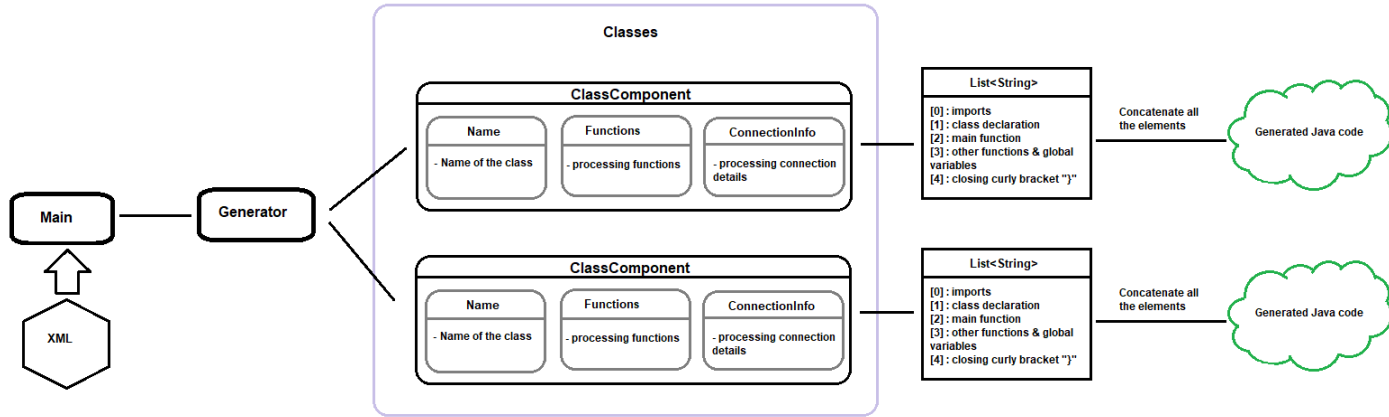 Classes
ClassComponent
Name
Functions
ConnectionInfo
- Name of the class
- processing functions
- processing connection
details
List<String>
[0] : imports
[1] : class declaration
[2] : main function
[3] : other functions & global
variables
[4] : closing curly bracket "}"
Concatenate all
the elements
Generated Java code
Main
Generator
XML
ClassComponent
Name
Functions
ConnectionInfo
- Name of the class
- processing functions
- processing connection
details
List<String>
[0] : imports
[1] : class declaration
[2] : main function
[3] : other functions & global
variables
[4] : closing curly bracket "}"
Concatenate all
the elements
Generated Java code